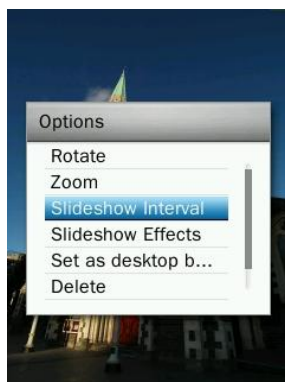 Options
Rotate
Zoom
Slideshow Interval
Slideshow Effects
Set as desktop b...
Delete